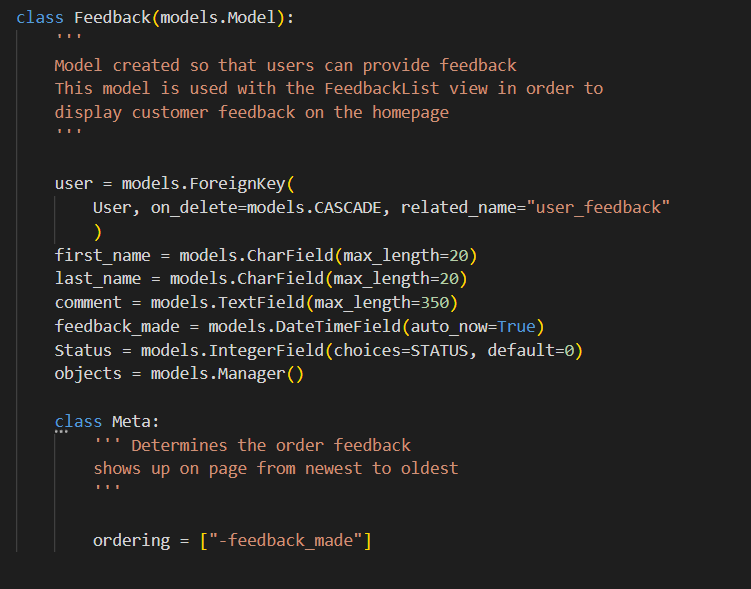 class Feedback(models.Model):
    '''
    Model created so that users can provide feedback
    This model is used with the FeedbackList view in order to
    display customer feedback on the homepage
    '''

    user = models.ForeignKey(
        User, on_delete=models.CASCADE, related_name="user_feedback"
        )
    first_name = models.CharField(max_length=20)
    last_name = models.CharField(max_length=20)
    comment = models.TextField(max_length=350)
    feedback_made = models.DateTimeField(auto_now=True)
    Status = models.IntegerField(choices=STATUS, default=0)
    objects = models.Manager()

    class Meta:
        ''' Determines the order feedback
        shows up on page from newest to oldest
        '''

        ordering = ["-feedback_made"]